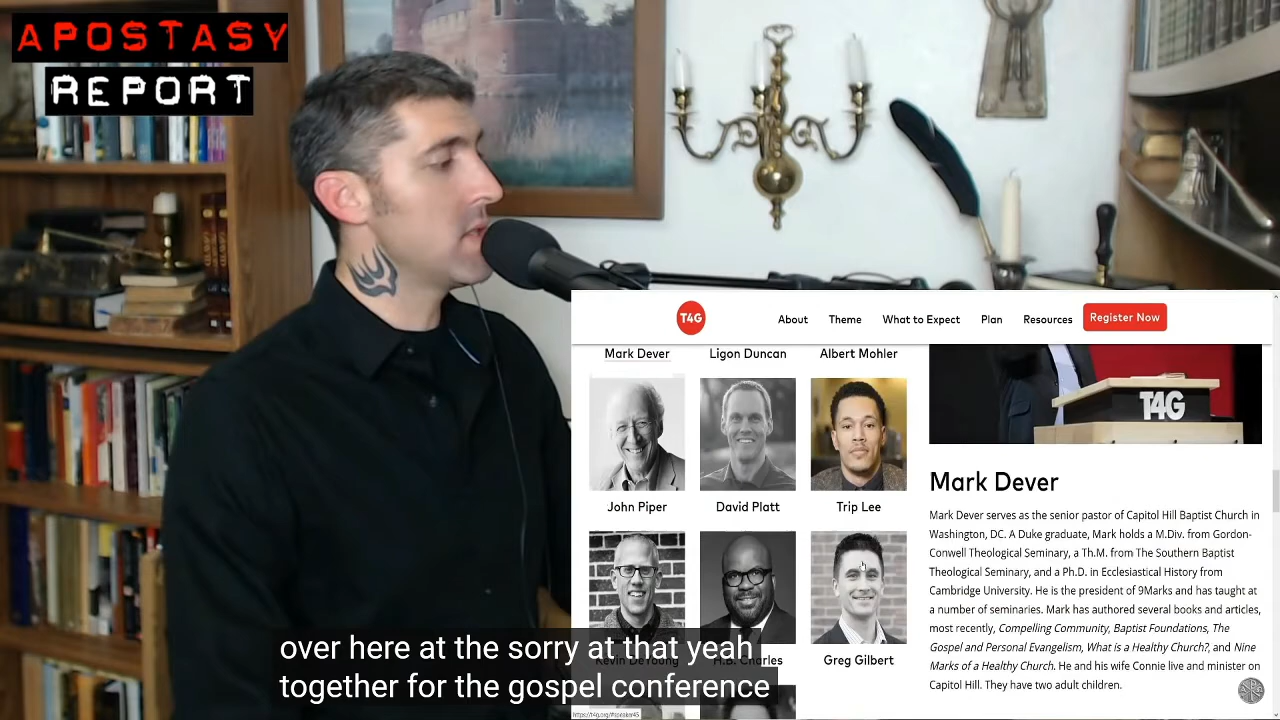 APOSTASY
REPORT
T4G
About Theme What to Expect Plan Resources Register Now
Mark Dever Ligon Duncan Albert Mohler
T4G
John Piper David Platt Trip Lee
Mark Dever
Mark Dever serves as the senior pastor of Capitol Hill Baptist Church in
Washington, DC. A Duke graduate, Mark holds a M.Div. from Gordon-
Conwell Theological Seminary, a Th.M. from The Southern Baptist
Theological Seminary, and a Ph.D. in Ecclesiastical History from
Cambridge University. He is the president of 9Marks and has taught at
a number of seminaries. Mark has authored several books and articles,
most recently, Compelling Community, Baptist Foundations, The
Gospel and Personal Evangelism, What is a Healthy Church?, and Nine
Marks of a Healthy Church. He and his wife Connie live and minister on
Capitol Hill. They have two adult children.
Kevin DeYoung H.B. Charles Greg Gilbert
over here at the sorry at that yeah
together for the gospel conference
https://t4g.org/#speaker45